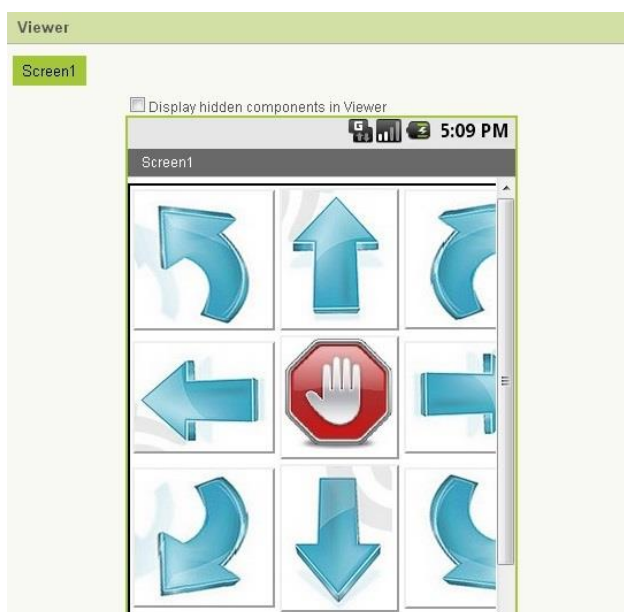 Viewer
Screen1
Display hidden components in Viewer
G 5:09 PM
Screen1